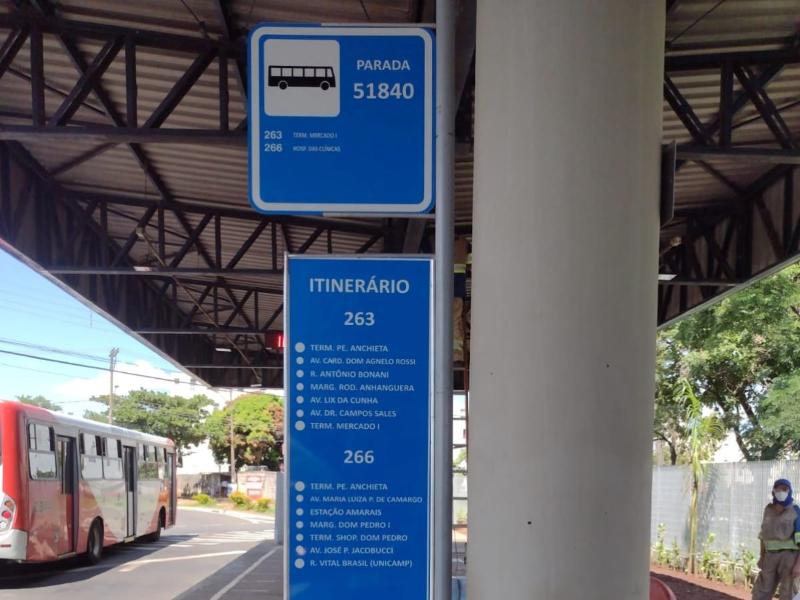 PARADA
51840
263 TERM. MERCADO I
266 HOSP. DAS CLÍNICAS
ITINERÁRIO
263
TERM. PE. ANCHIETA
AV. CARD. DOM AGNELO ROSSI
R. ANTÔNIO BONANI
MARG. ROD. ANHANGUERA
AV. LIX DA CUNHA
AV. DR. CAMPOS SALES
TERM. MERCADO I
266
TERM. PE. ANCHIETA
AV. MARIA LUIZA P. DE CAMARGO
ESTAÇÃO AMARAIS
MARG. DOM PEDRO I
TERM. SHOP. DOM PEDRO
AV. JOSÉ P. JACOBUCCI
R. VITAL BRASIL (UNICAMP)